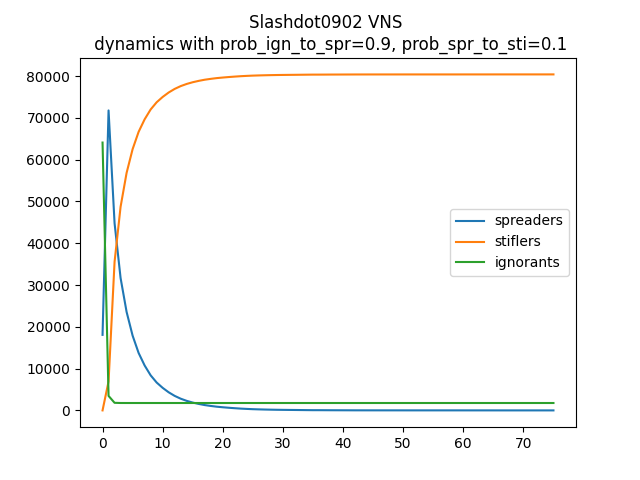 Slashdot0902 VNS
dynamics with prob_ign_to_spr=0.9, prob_spr_to_sti=0.1
80000
70000
60000
50000
40000
30000
20000
10000
0
spreaders
stiflers
ignorants
0 10 20 30 40 50 60 70